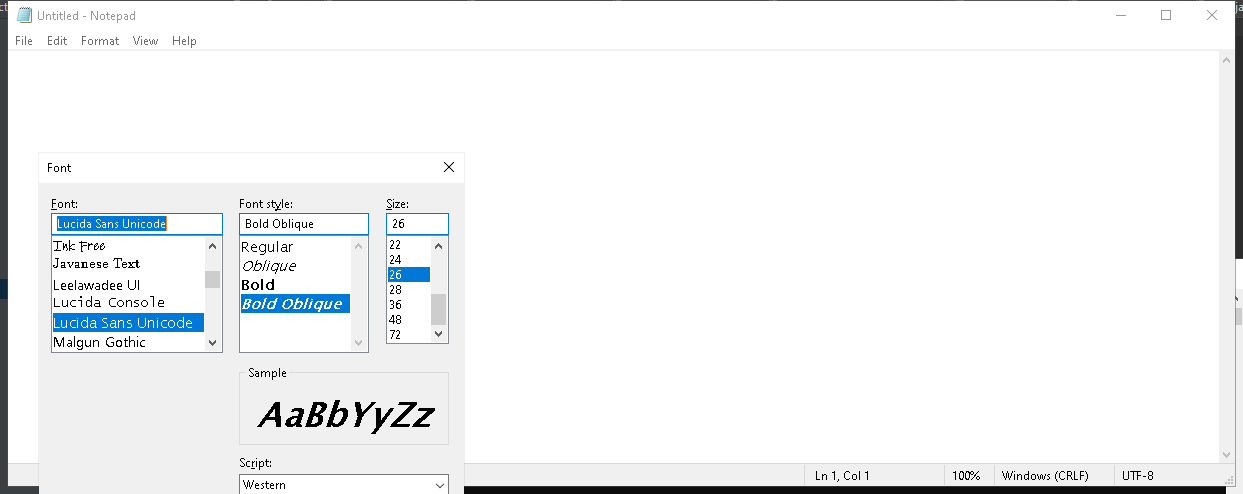 Untitled - Notepad
File Edit Format View Help
Font
Font: Font style: Size:
Lucida Sans Unicode Bold Oblique 26
Ink Free
Javanese Text
Leelawadee UI
Lucida Console
Lucida Sans Unicode
Malgun Gothic
Regular
Oblique
Bold
Bold Oblique
22
24
26
28
36
48
72
Sample
AaBbYyZz
Script:
Western
Ln 1, Col 1 100% Windows (CRLF) UTF-8